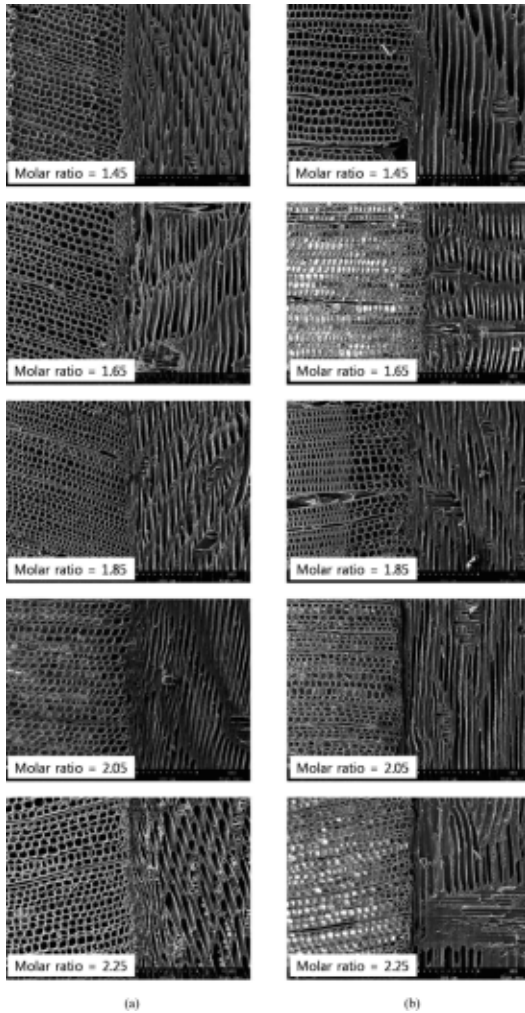 Molar ratio = 1.45
Molar ratio = 1.45
Molar ratio = 1.65
Molar ratio = 1.65
Molar ratio = 1.85
Molar ratio = 1.85
Molar ratio = 2.05
Molar ratio = 2.05
Molar ratio = 2.25
Molar ratio = 2.25
(a)
(b)